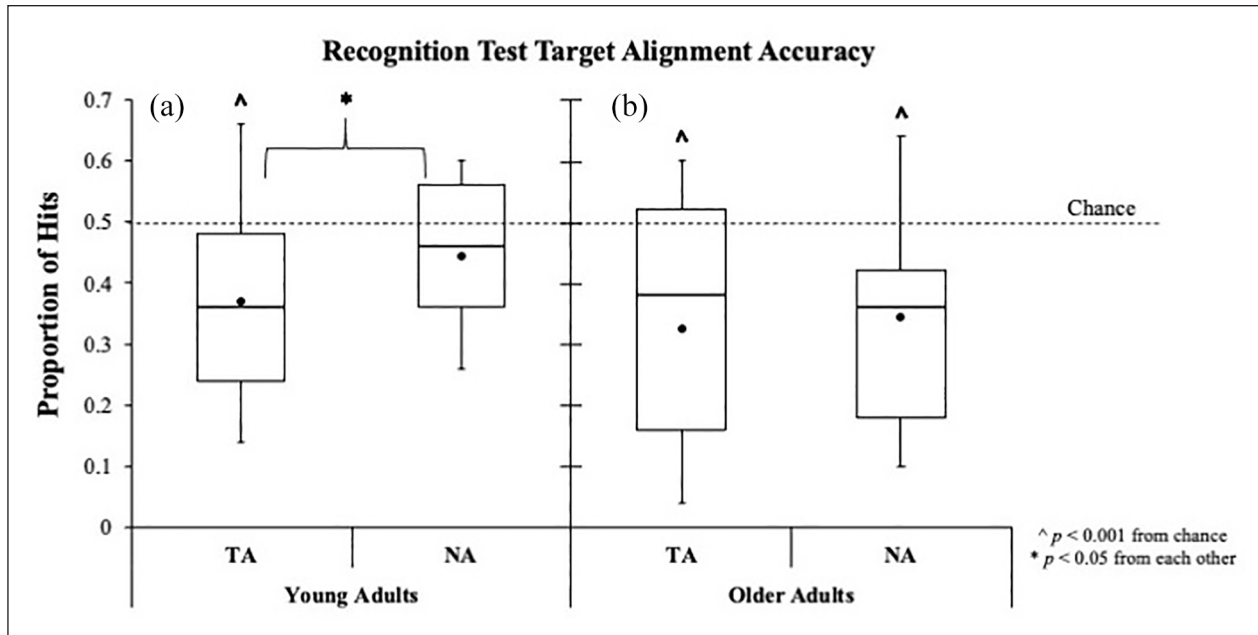 Recognition Test Target Alignment Accuracy
Proportion of Hits
0.7
0.6
0.5
0.4
0.3
0.2
0.1
0
(a)
^
*
(b)
^
^
Chance
TA
NA
TA
NA
Young Adults
Older Adults
^ p < 0.001 from chance
* p < 0.05 from each other